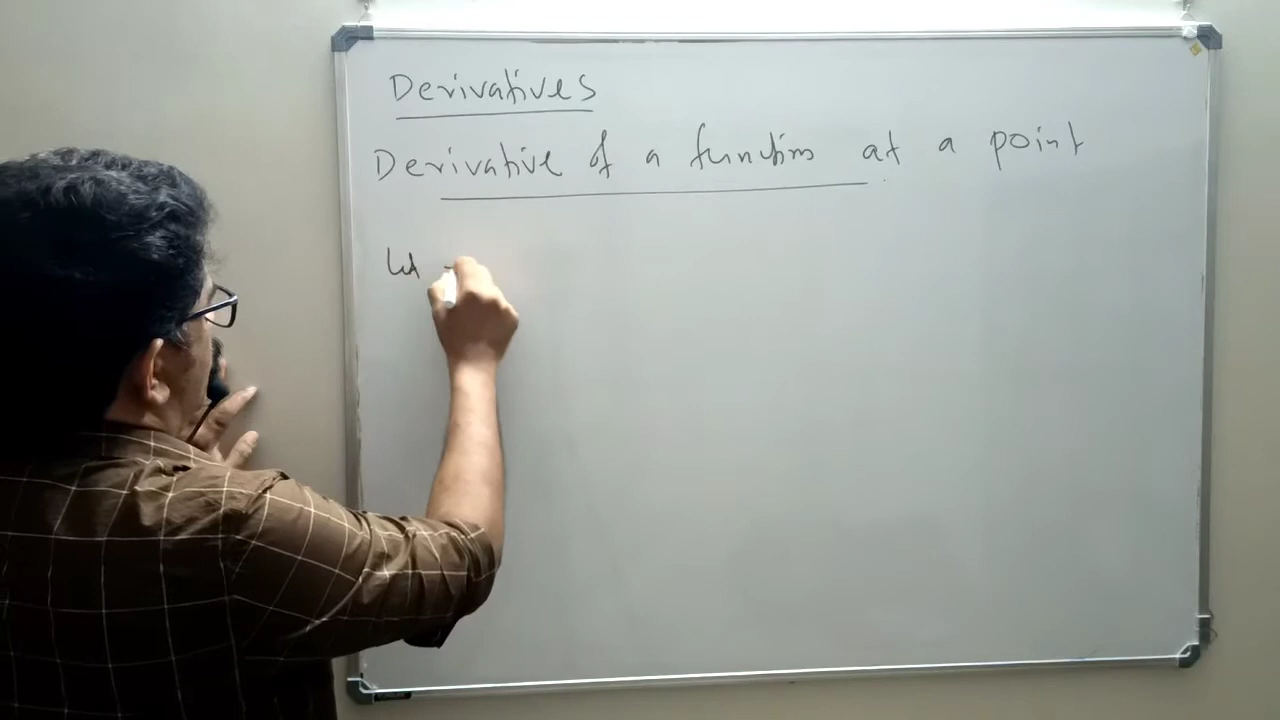 Derivatives
Derivative of a function at a point
Let